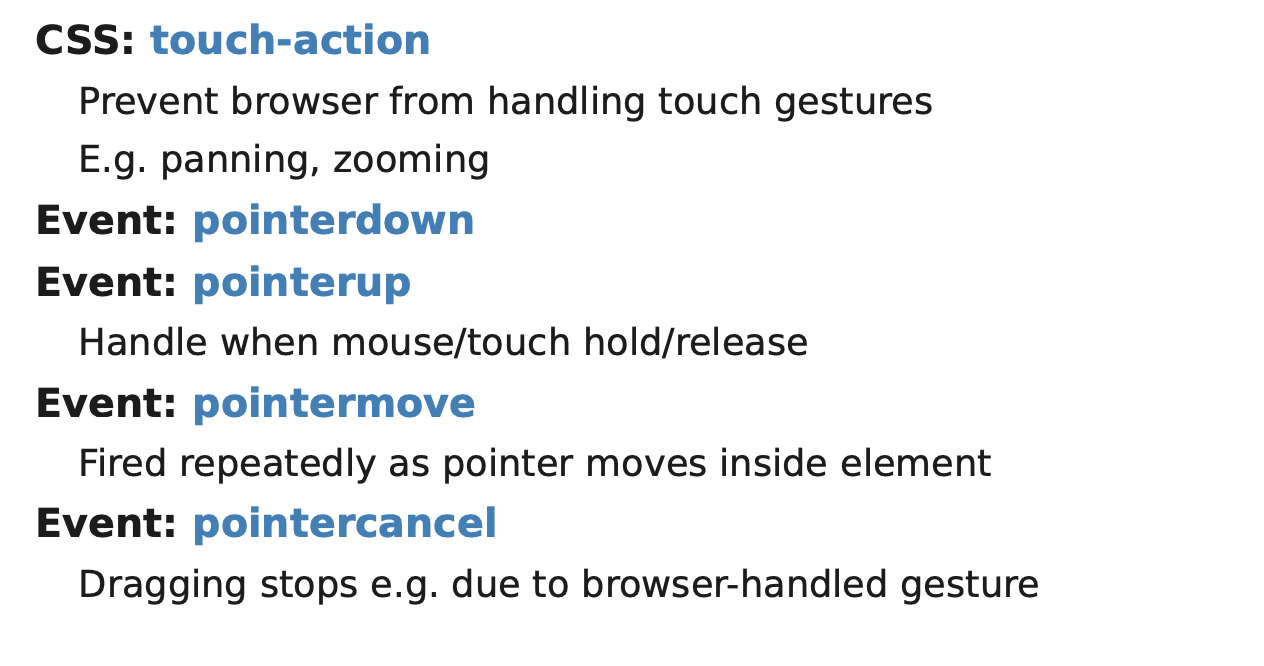 CSS: touch-action
Prevent browser from handling touch gestures
E.g. panning, zooming
Event: pointerdown
Event: pointerup
Handle when mouse/touch hold/release
Event: pointermove
Fired repeatedly as pointer moves inside element
Event: pointercancel
Dragging stops e.g. due to browser-handled gesture